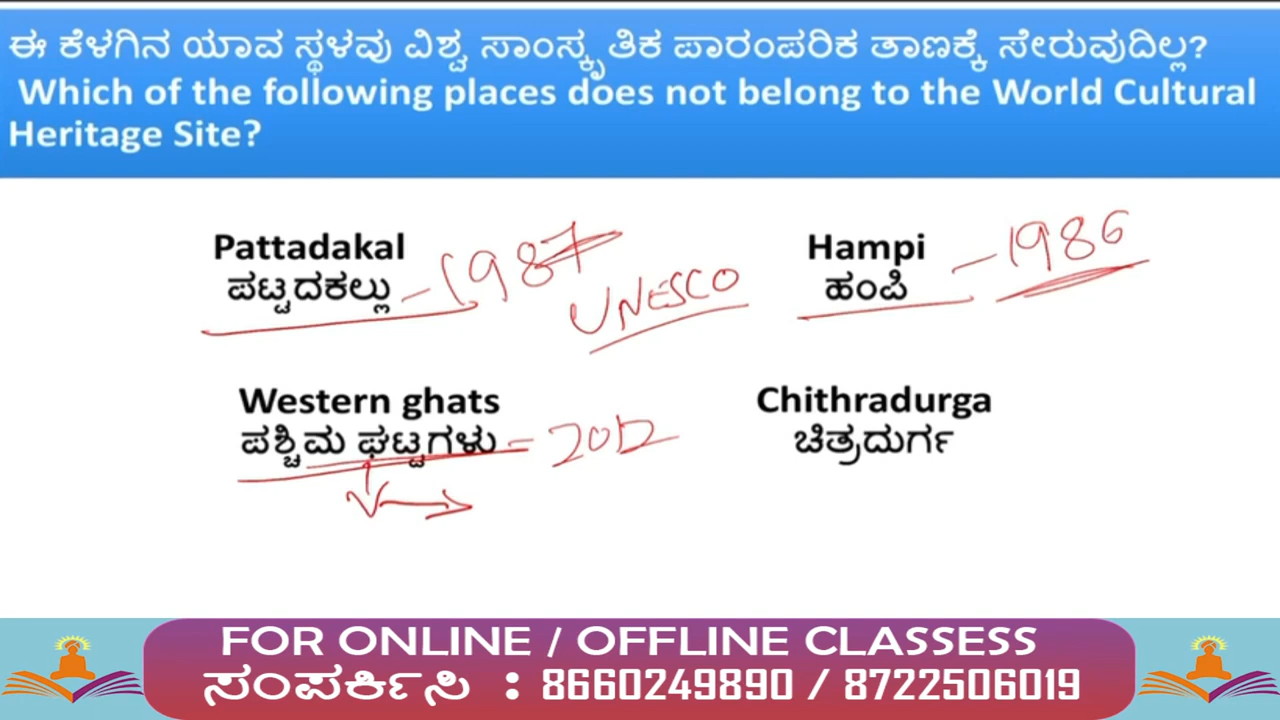 ಈ ಕೆಳಗಿನ ಯಾವ ಸ್ಥಳವು ವಿಶ್ವ ಸಾಂಸ್ಕೃತಿಕ ಪಾರಂಪರಿಕ ತಾಣಕ್ಕೆ ಸೇರುವುದಿಲ್ಲ?
Which of the following places does not belong to the World Cultural
Heritage Site?
Pattadakal
ಪಟ್ಟದಕಲ್ಲು - 1987
UNESCO
Hampi - 1986
ಹಂಪಿ
Western ghats
ಪಶ್ಚಿಮ ಘಟ್ಟಗಳು = 2012
Chithradurga
ಚಿತ್ರದುರ್ಗ
FOR ONLINE / OFFLINE CLASSESS
ಸಂಪರ್ಕಿಸಿ : 8660249890 / 8722506019